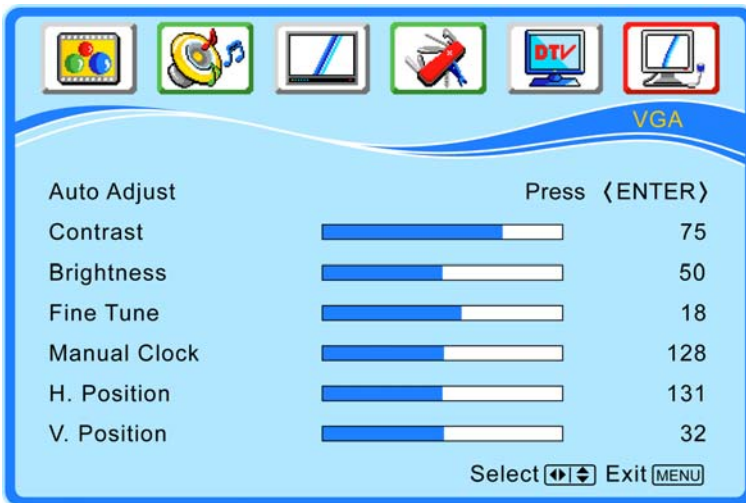 DTV
VGA
Auto Adjust Press 〈ENTER〉
Contrast 75
Brightness 50
Fine Tune 18
Manual Clock 128
H. Position 131
V. Position 32
Select Exit MENU